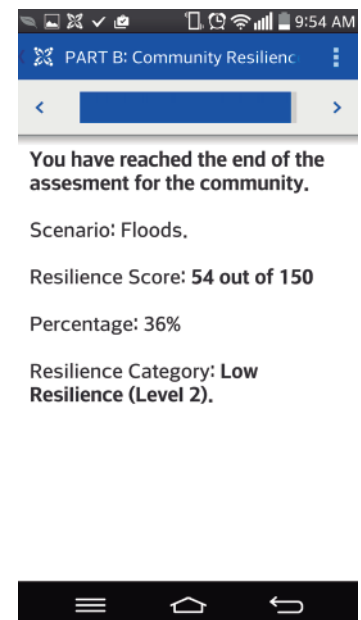 9:54 AM
PART B: Community Resilienc
You have reached the end of the
assesment for the community.
Scenario: Floods.
Resilience Score: 54 out of 150
Percentage: 36%
Resilience Category: Low
Resilience (Level 2).